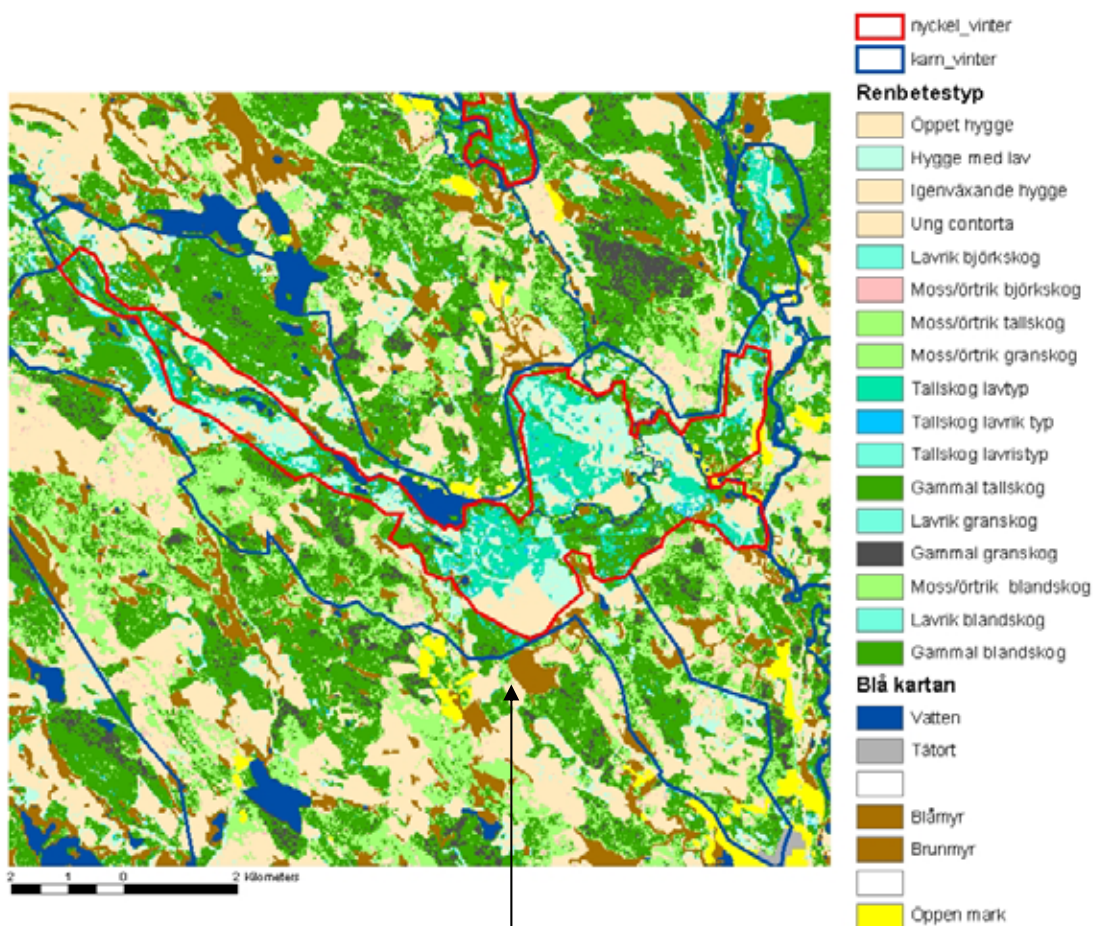 nyckel_vinter
karn_vinter
Renbetestyp
Öppet hygge
Hygge med lav
Igenväxande hygge
Ung contorta
Lavrik björkskog
Moss/örtrik björkskog
Moss/örtrik tallskog
Moss/örtrik granskog
Tallskog lavtyp
Tallskog lavrik typ
Tallskog lavristyp
Gammal tallskog
Lavrik granskog
Gammal granskog
Moss/örtrik blandskog
Lavrik blandskog
Gammal blandskog
Blå kartan
Vatten
Tätort
Blåmyr
Brunmyr
Öppen mark
2 1 0 2 Kilometers